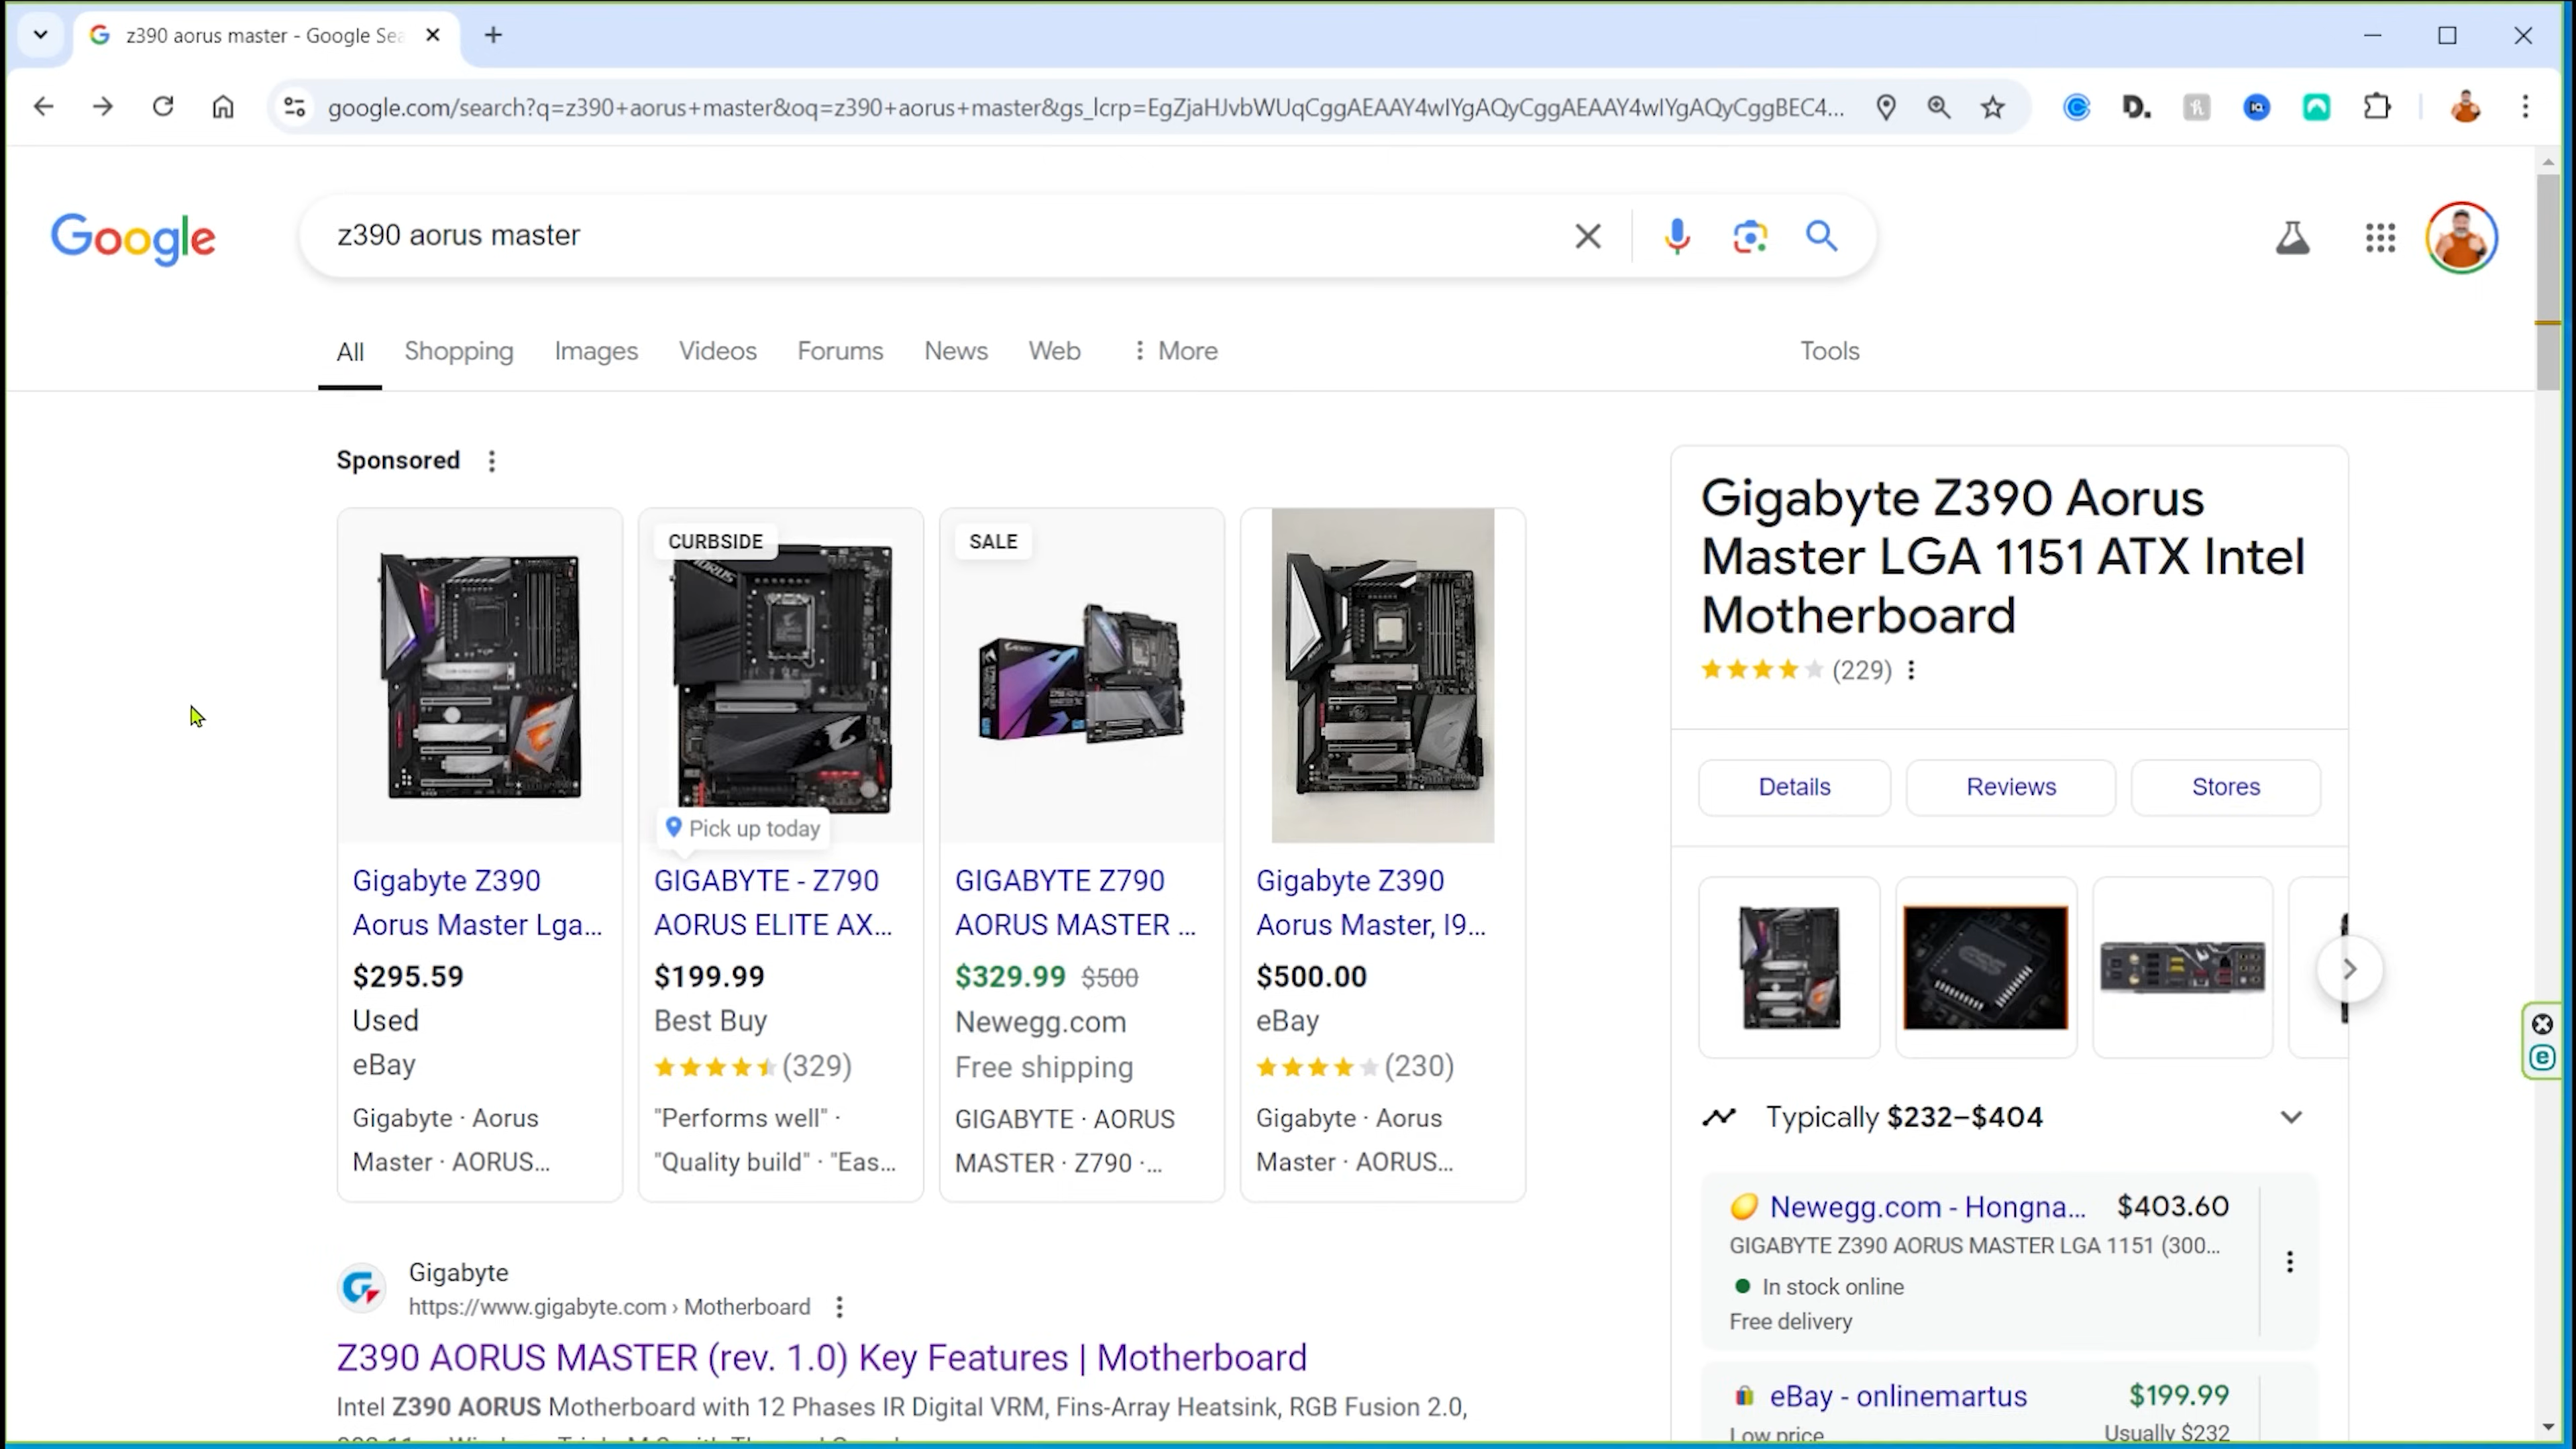 z390 aorus master - Google Sea
google.com/search?q=z390+aorus+master&oq=z390+aorus+master&gs_lcrp=EgZjaHJvbWUqCggAEAAY4wIYgAQyCggAEAAY4wIYgAQyCggBEC4...
Google
z390 aorus master
All
Shopping
Images
Videos
Forums
News
Web
More
Tools
Sponsored
CURBSIDE
Pick up today
SALE
Gigabyte Z390
Aorus Master Lga...
$295.59
Used
eBay
Gigabyte · Aorus
Master · AORUS...
GIGABYTE - Z790
AORUS ELITE AX...
$199.99
Best Buy
(329)
"Performs well" ·
"Quality build" · "Eas...
GIGABYTE Z790
AORUS MASTER ...
$329.99 $500
Newegg.com
Free shipping
GIGABYTE · AORUS
MASTER · Z790 ·...
Gigabyte Z390
Aorus Master, I9...
$500.00
eBay
(230)
Gigabyte · Aorus
Master · AORUS...
Gigabyte
https://www.gigabyte.com › Motherboard
Z390 AORUS MASTER (rev. 1.0) Key Features | Motherboard
Intel Z390 AORUS Motherboard with 12 Phases IR Digital VRM, Fins-Array Heatsink, RGB Fusion 2.0,
Gigabyte Z390 Aorus
Master LGA 1151 ATX Intel
Motherboard
(229)
Details
Reviews
Stores
Typically $232–$404
Newegg.com - Hongna... $403.60
GIGABYTE Z390 AORUS MASTER LGA 1151 (300...
In stock online
Free delivery
eBay - onlinemartus $199.99
Low price Usually $232